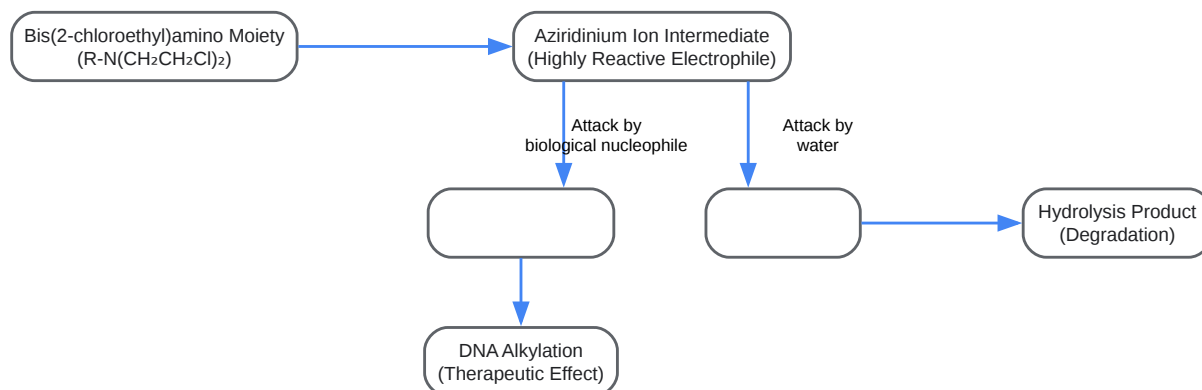 Bis(2-chloroethyl)amino Moiety
(R-N(CH₂CH₂Cl)₂)
Aziridinium Ion Intermediate
(Highly Reactive Electrophile)
Attack by
biological nucleophile
Attack by
water
Hydrolysis Product
(Degradation)
DNA Alkylation
(Therapeutic Effect)